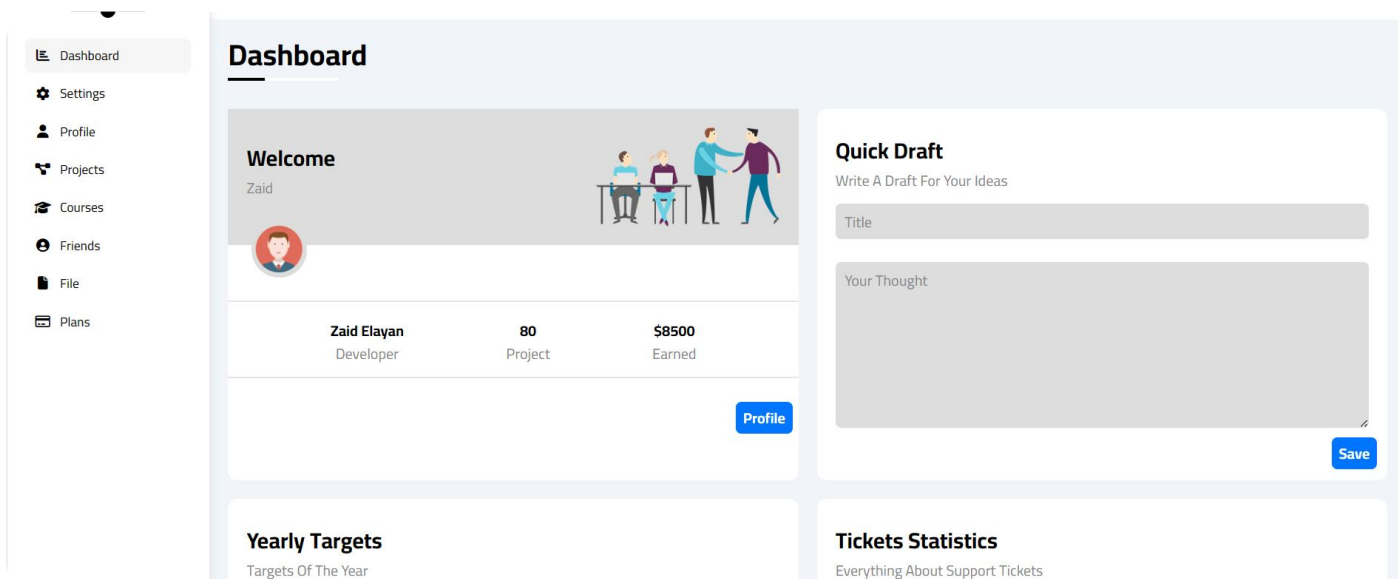 Dashboard
Settings
Profile
Projects
Courses
Friends
File
Plans
Dashboard
Welcome
Zaid
Zaid Elayan
Developer
80
Project
$8500
Earned
Profile
Quick Draft
Write A Draft For Your Ideas
Title
Your Thought
Save
Yearly Targets
Targets Of The Year
Tickets Statistics
Everything About Support Tickets